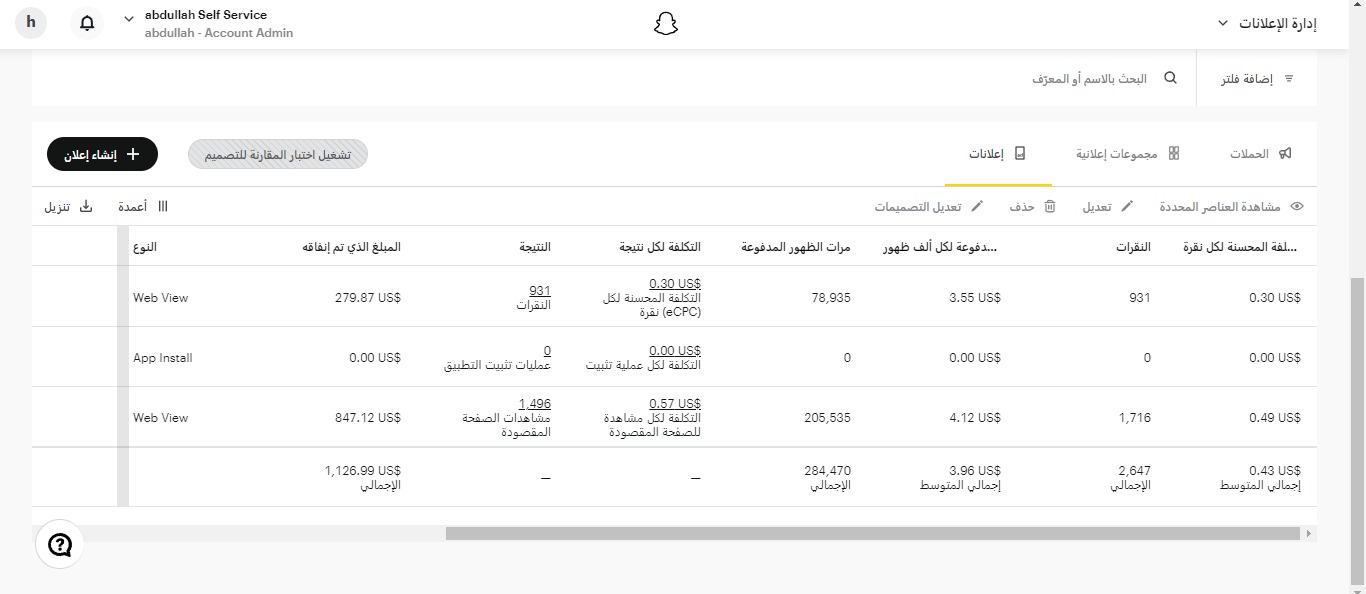 إدارة الإعلانات
abdullah Self Service
abdullah - Account Admin
h
إضافة فلتر
البحث بالاسم أو المعرّف
الحملات
مجموعات إعلانية
إعلانات
تشغيل اختبار المقارنة للتصميم
إنشاء إعلان
مشاهدة العناصر المحددة
تعديل
حذف
تعديل التصميمات
أعمدة
تنزيل
...لفة المحسنة لكل نقرة
النقرات
...دفوعة لكل ألف ظهور
مرات الظهور المدفوعة
التكلفة لكل نتيجة
النتيجة
المبلغ الذي تم إنفاقه
النوع
0.30 US$
931
3.55 US$
78,935
0.30 US$
التكلفة المحسنة لكل
نقرة (eCPC)
931
النقرات
279.87 US$
Web View
0.00 US$
0
0.00 US$
0
0.00 US$
التكلفة لكل عملية تثبيت
0
عمليات تثبيت التطبيق
0.00 US$
App Install
0.49 US$
1,716
4.12 US$
205,535
0.57 US$
التكلفة لكل مشاهدة
للصفحة المقصودة
1,496
مشاهدات الصفحة
المقصودة
847.12 US$
Web View
0.43 US$
إجمالي المتوسط
2,647
الإجمالي
3.96 US$
إجمالي المتوسط
284,470
الإجمالي
—
—
1,126.99 US$
الإجمالي